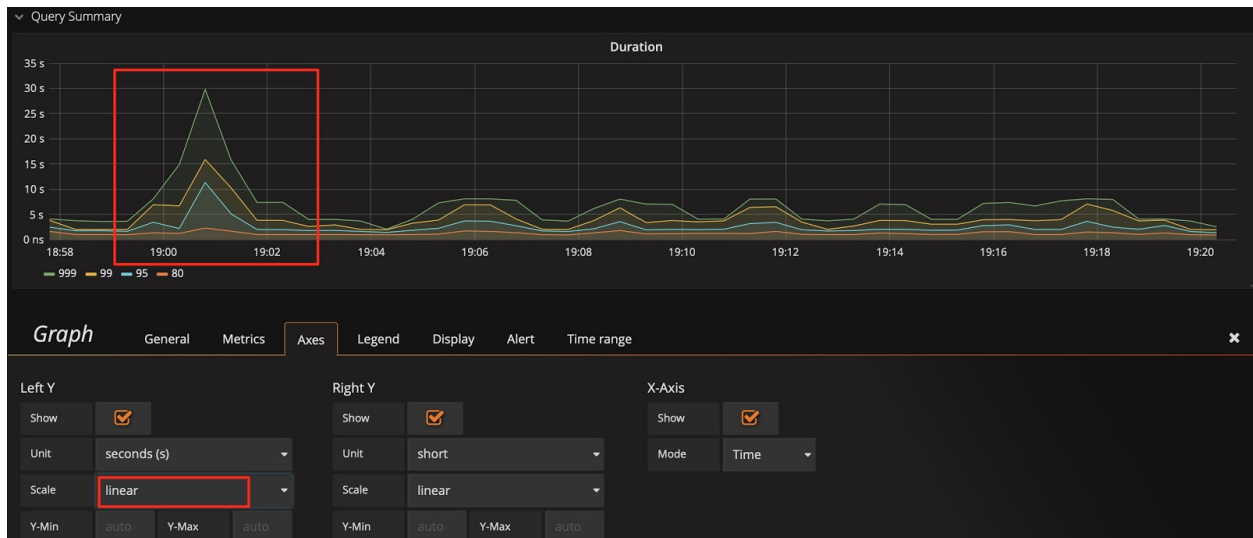 Query Summary
Duration
35 s
30 s
25 s
20 s
15 s
10 s
5 s
0 ns
18:58 19:00 19:02 19:04 19:06 19:08 19:10 19:12 19:14 19:16 19:18 19:20
999 99 95 80
Graph General Metrics Axes Legend Display Alert Time range
Left Y Right Y X-Axis
Show Show Show
Unit seconds (s) Unit short Mode Time
Scale linear Scale linear
Y-Min auto Y-Max auto Y-Min auto Y-Max auto